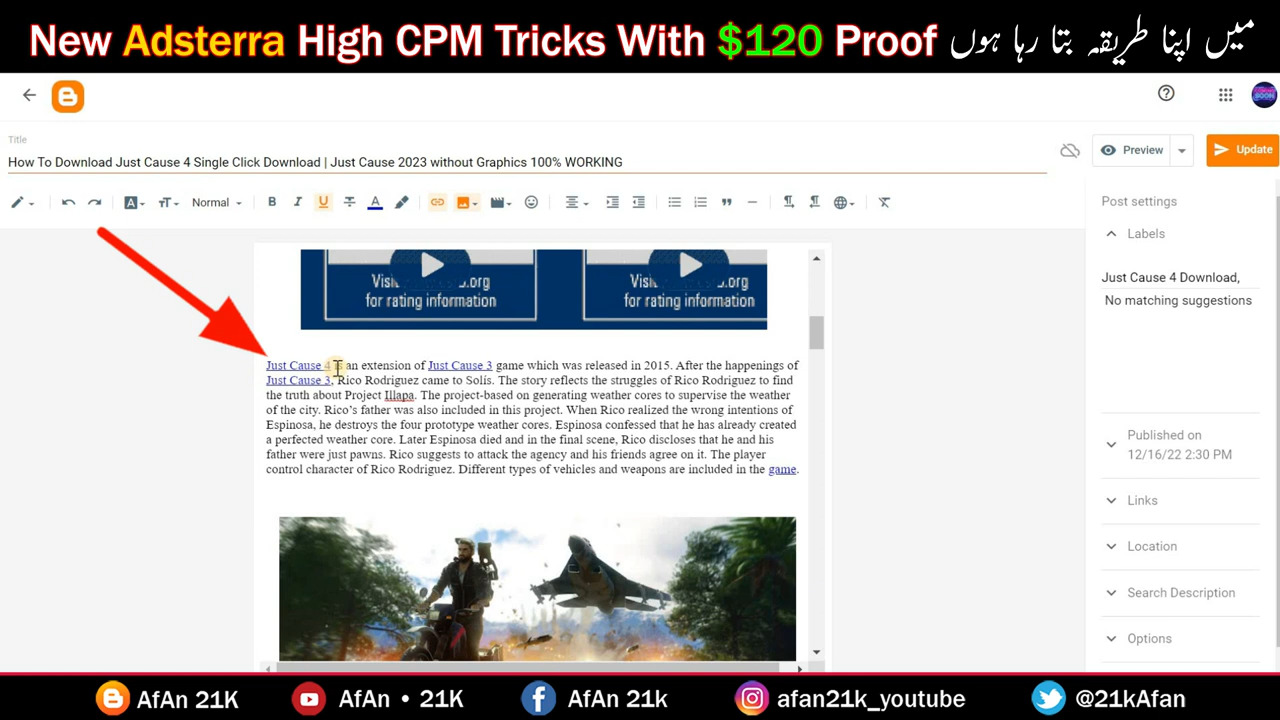 New Adsterra High CPM Tricks With $120 Proof میں اپنا طریقہ بتا رہا ہوں
Title
How To Download Just Cause 4 Single Click Download | Just Cause 2023 without Graphics 100% WORKING
Preview
Update
Normal
Post settings
Labels
Just Cause 4 Download,
No matching suggestions
Published on
12/16/22 2:30 PM
Links
Location
Search Description
Options
for rating information
for rating information
Just Cause 4 is an extension of Just Cause 3 game which was released in 2015. After the happenings of
Just Cause 3, Rico Rodriguez came to Solís. The story reflects the struggles of Rico Rodriguez to find
the truth about Project Illapa. The project-based on generating weather cores to supervise the weather
of the city. Rico’s father was also included in this project. When Rico realized the wrong intentions of
Espinosa, he destroys the four prototype weather cores. Espinosa confessed that he has already created
a perfected weather core. Later Espinosa died and in the final scene, Rico discloses that he and his
father were just pawns. Rico suggests to attack the agency and his friends agree on it. The player
control character of Rico Rodriguez. Different types of vehicles and weapons are included in the game.
AfAn 21K
AfAn • 21K
AfAn 21k
afan21k_youtube
@21kAfan